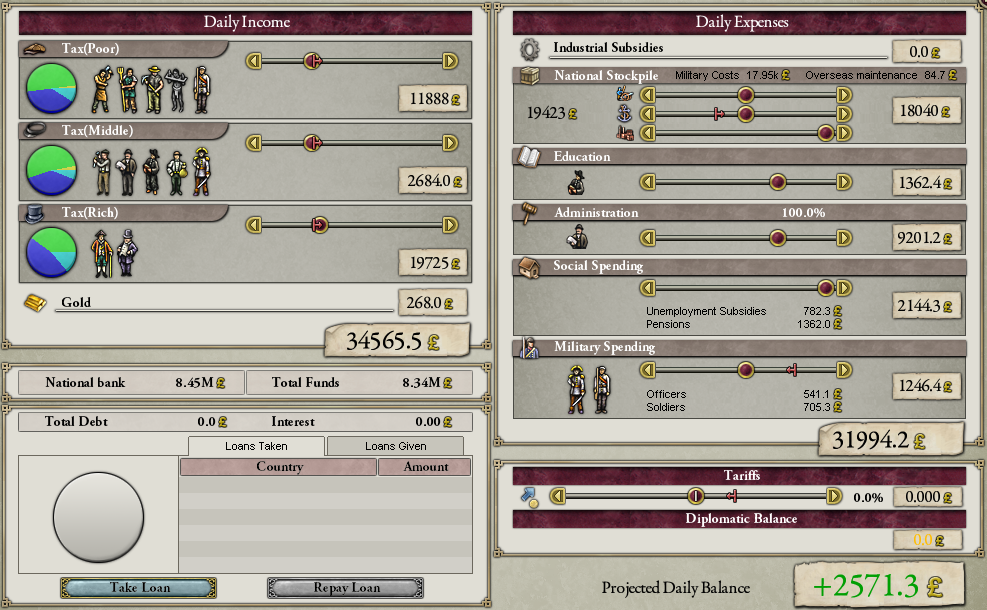 Daily Income
Tax(Poor)
11888£
Tax(Middle)
2684.0£
Tax(Rich)
19725£
Gold
268.0£
34565.5 £
National bank 8.45M£ Total Funds 8.34M£
Total Debt 0.0£ Interest 0.00£
Loans Taken Loans Given
Country Amount
Take Loan Repay Loan
Daily Expenses
Industrial Subsidies 0.0£
National Stockpile Military Costs 17.95k£ Overseas maintenance 84.7£
19423£ 18040£
Education
1362.4£
Administration 100.0%
9201.2£
Social Spending
2144.3£
Unemployment Subsidies 782.3£
Pensions 1362.0£
Military Spending
1246.4£
Officers 541.1£
Soldiers 705.3£
31994.2 £
Tariffs
0.0% 0.000£
Diplomatic Balance
0.0£
Projected Daily Balance +2571.3 £